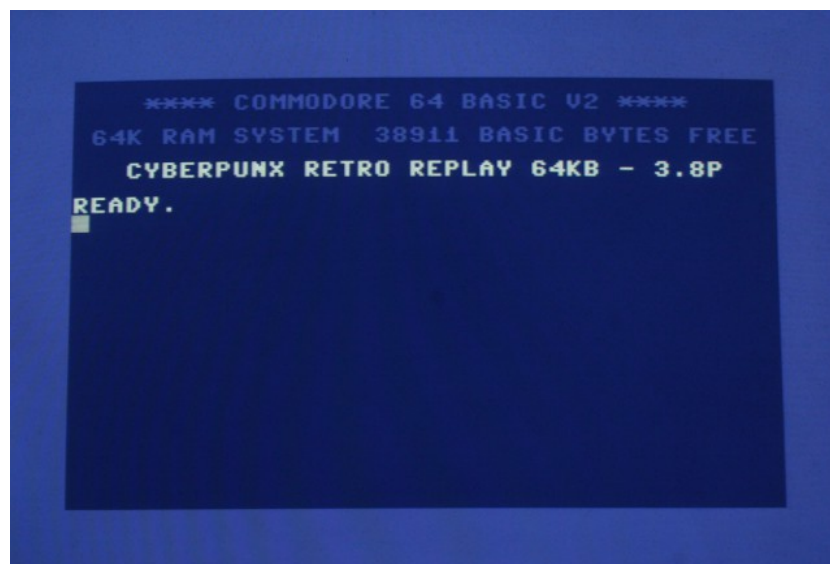 **** COMMODORE 64 BASIC V2 ****
64K RAM SYSTEM 38911 BASIC BYTES FREE
CYBERPUNX RETRO REPLAY 64KB - 3.8P
READY.